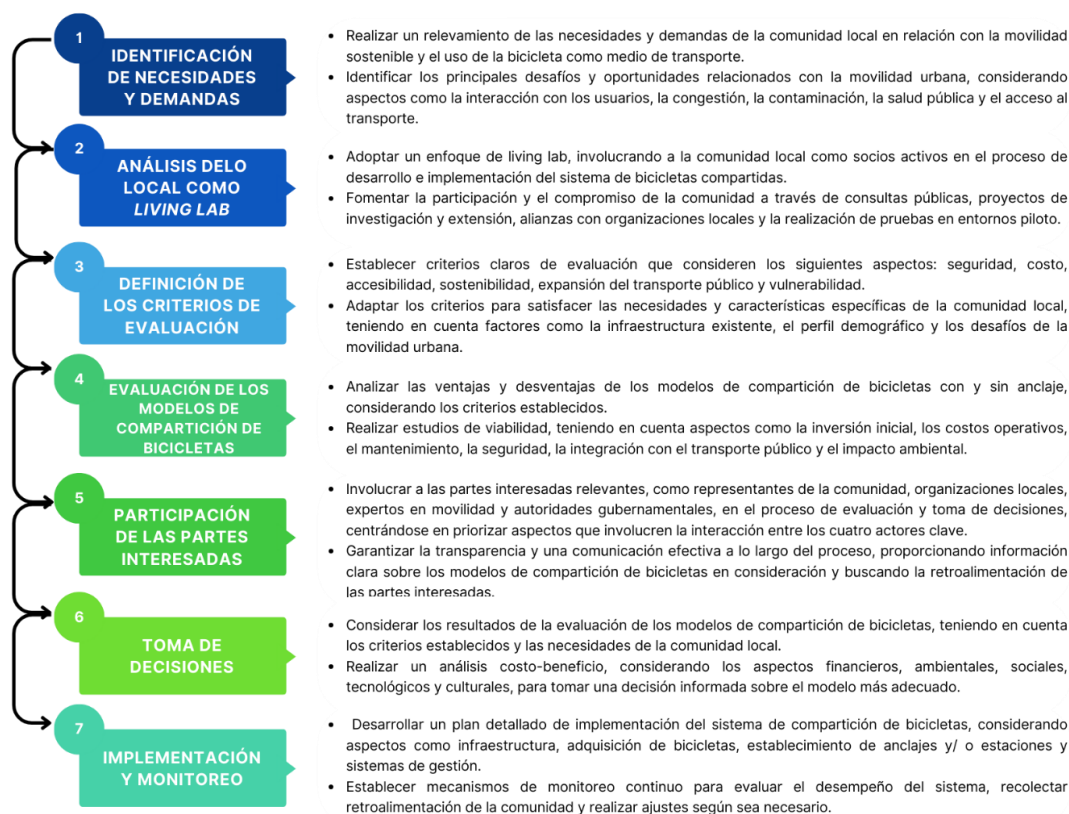 1
IDENTIFICACIÓN
DE NECESIDADES
Y DEMANDAS
• Realizar un relevamiento de las necesidades y demandas de la comunidad local en relación con la movilidad
sostenible y el uso de la bicicleta como medio de transporte.
• Identificar los principales desafíos y oportunidades relacionados con la movilidad urbana, considerando
aspectos como la interacción con los usuarios, la congestión, la contaminación, la salud pública y el acceso al
transporte.
2
ANÁLISIS DELO
LOCAL COMO
LIVING LAB
• Adoptar un enfoque de living lab, involucrando a la comunidad local como socios activos en el proceso de
desarrollo e implementación del sistema de bicicletas compartidas.
• Fomentar la participación y el compromiso de la comunidad a través de consultas públicas, proyectos de
investigación y extensión, alianzas con organizaciones locales y la realización de pruebas en entornos piloto.
3
DEFINICIÓN DE
LOS CRITERIOS DE
EVALUACIÓN
• Establecer criterios claros de evaluación que consideren los siguientes aspectos: seguridad, costo,
accesibilidad, sostenibilidad, expansión del transporte público y vulnerabilidad.
• Adaptar los criterios para satisfacer las necesidades y características específicas de la comunidad local,
teniendo en cuenta factores como la infraestructura existente, el perfil demográfico y los desafíos de la
movilidad urbana.
4
EVALUACIÓN DE LOS
MODELOS DE
COMPARTICIÓN DE
BICICLETAS
• Analizar las ventajas y desventajas de los modelos de compartición de bicicletas con y sin anclaje,
considerando los criterios establecidos.
• Realizar estudios de viabilidad, teniendo en cuenta aspectos como la inversión inicial, los costos operativos,
el mantenimiento, la seguridad, la integración con el transporte público y el impacto ambiental.
5
PARTICIPACIÓN
DE LAS PARTES
INTERESADAS
• Involucrar a las partes interesadas relevantes, como representantes de la comunidad, organizaciones locales,
expertos en movilidad y autoridades gubernamentales, en el proceso de evaluación y toma de decisiones,
centrándose en priorizar aspectos que involucren la interacción entre los cuatro actores clave.
• Garantizar la transparencia y una comunicación efectiva a lo largo del proceso, proporcionando información
clara sobre los modelos de compartición de bicicletas en consideración y buscando la retroalimentación de
las partes interesadas.
6
TOMA DE
DECISIONES
• Considerar los resultados de la evaluación de los modelos de compartición de bicicletas, teniendo en cuenta
los criterios establecidos y las necesidades de la comunidad local.
• Realizar un análisis costo-beneficio, considerando los aspectos financieros, ambientales, sociales,
tecnológicos y culturales, para tomar una decisión informada sobre el modelo más adecuado.
7
IMPLEMENTACIÓN
Y MONITOREO
• Desarrollar un plan detallado de implementación del sistema de compartición de bicicletas, considerando
aspectos como infraestructura, adquisición de bicicletas, establecimiento de anclajes y/ o estaciones y
sistemas de gestión.
• Establecer mecanismos de monitoreo continuo para evaluar el desempeño del sistema, recolectar
retroalimentación de la comunidad y realizar ajustes según sea necesario.